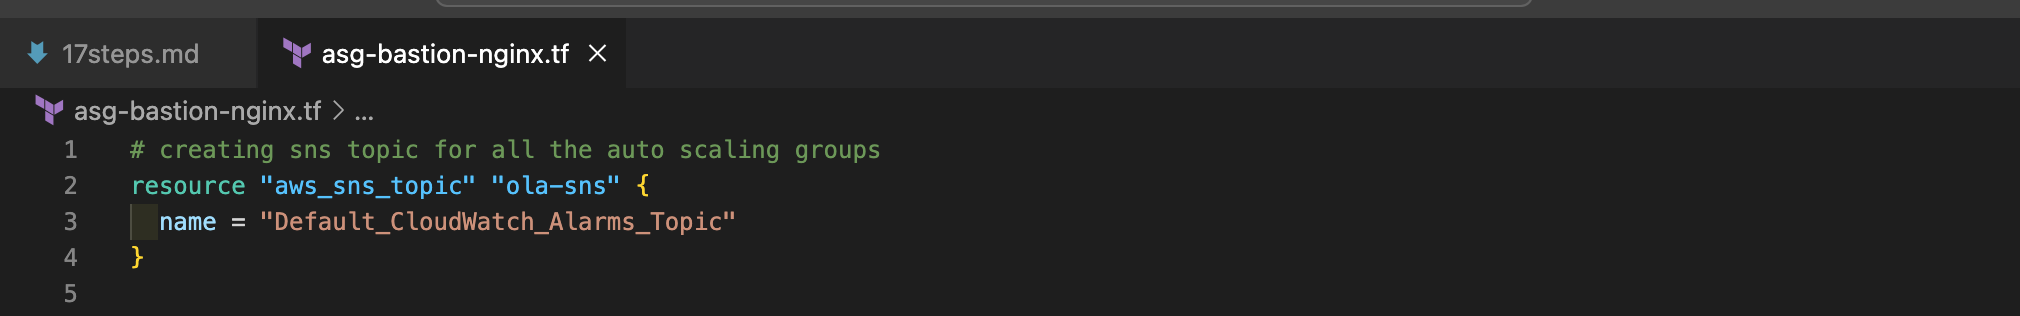 17steps.md
asg-bastion-nginx.tf
asg-bastion-nginx.tf > ...
1 # creating sns topic for all the auto scaling groups
2 resource "aws_sns_topic" "ola-sns" {
3 name = "Default_CloudWatch_Alarms_Topic"
4 }
5